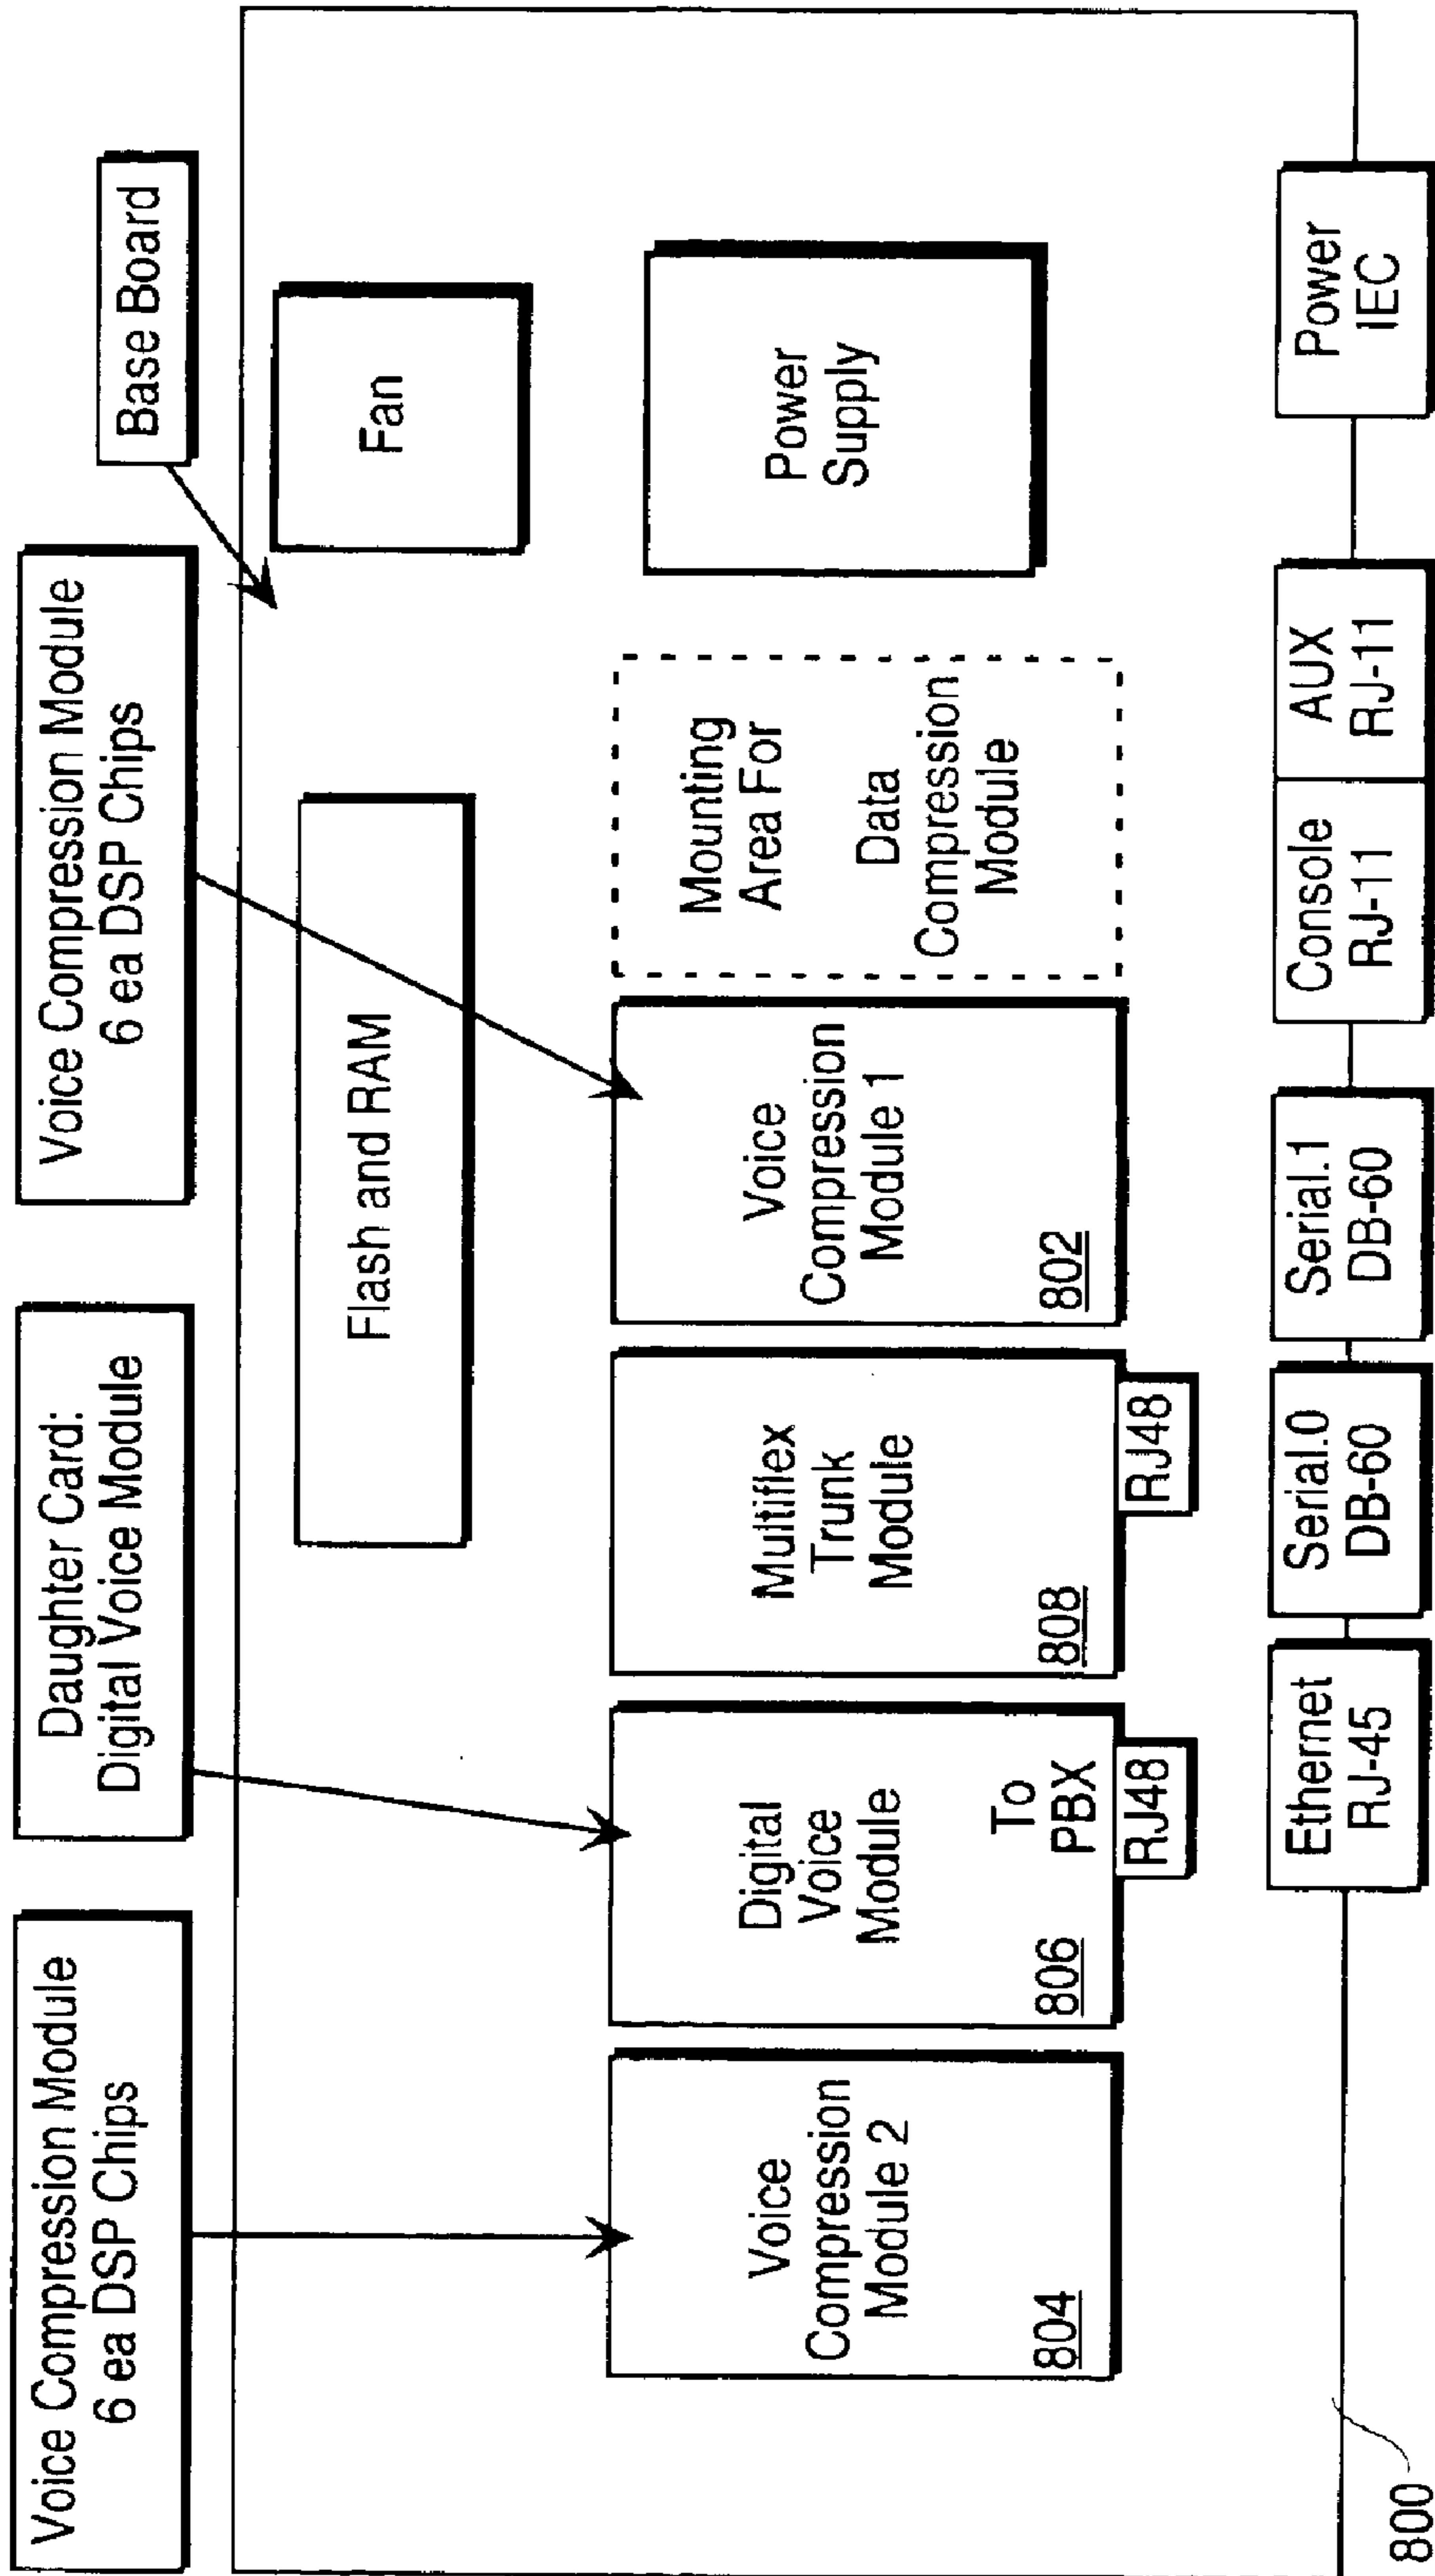 Voice Compression Module
6 ea DSP Chips
Daughter Card:
Digital Voice Module
Voice Compression Module
6 ea DSP Chips
Base Board
Flash and RAM
Fan
Voice
Compression
Module 2
804
Digital
Voice
Module
To
PBX
806
RJ48
Multiflex
Trunk
Module
808
RJ48
Voice
Compression
Module 1
802
Mounting
Area For
Data
Compression
Module
Power
Supply
800
Ethernet
RJ-45
Serial.0
DB-60
Serial.1
DB-60
Console
RJ-11
AUX
RJ-11
Power
IEC